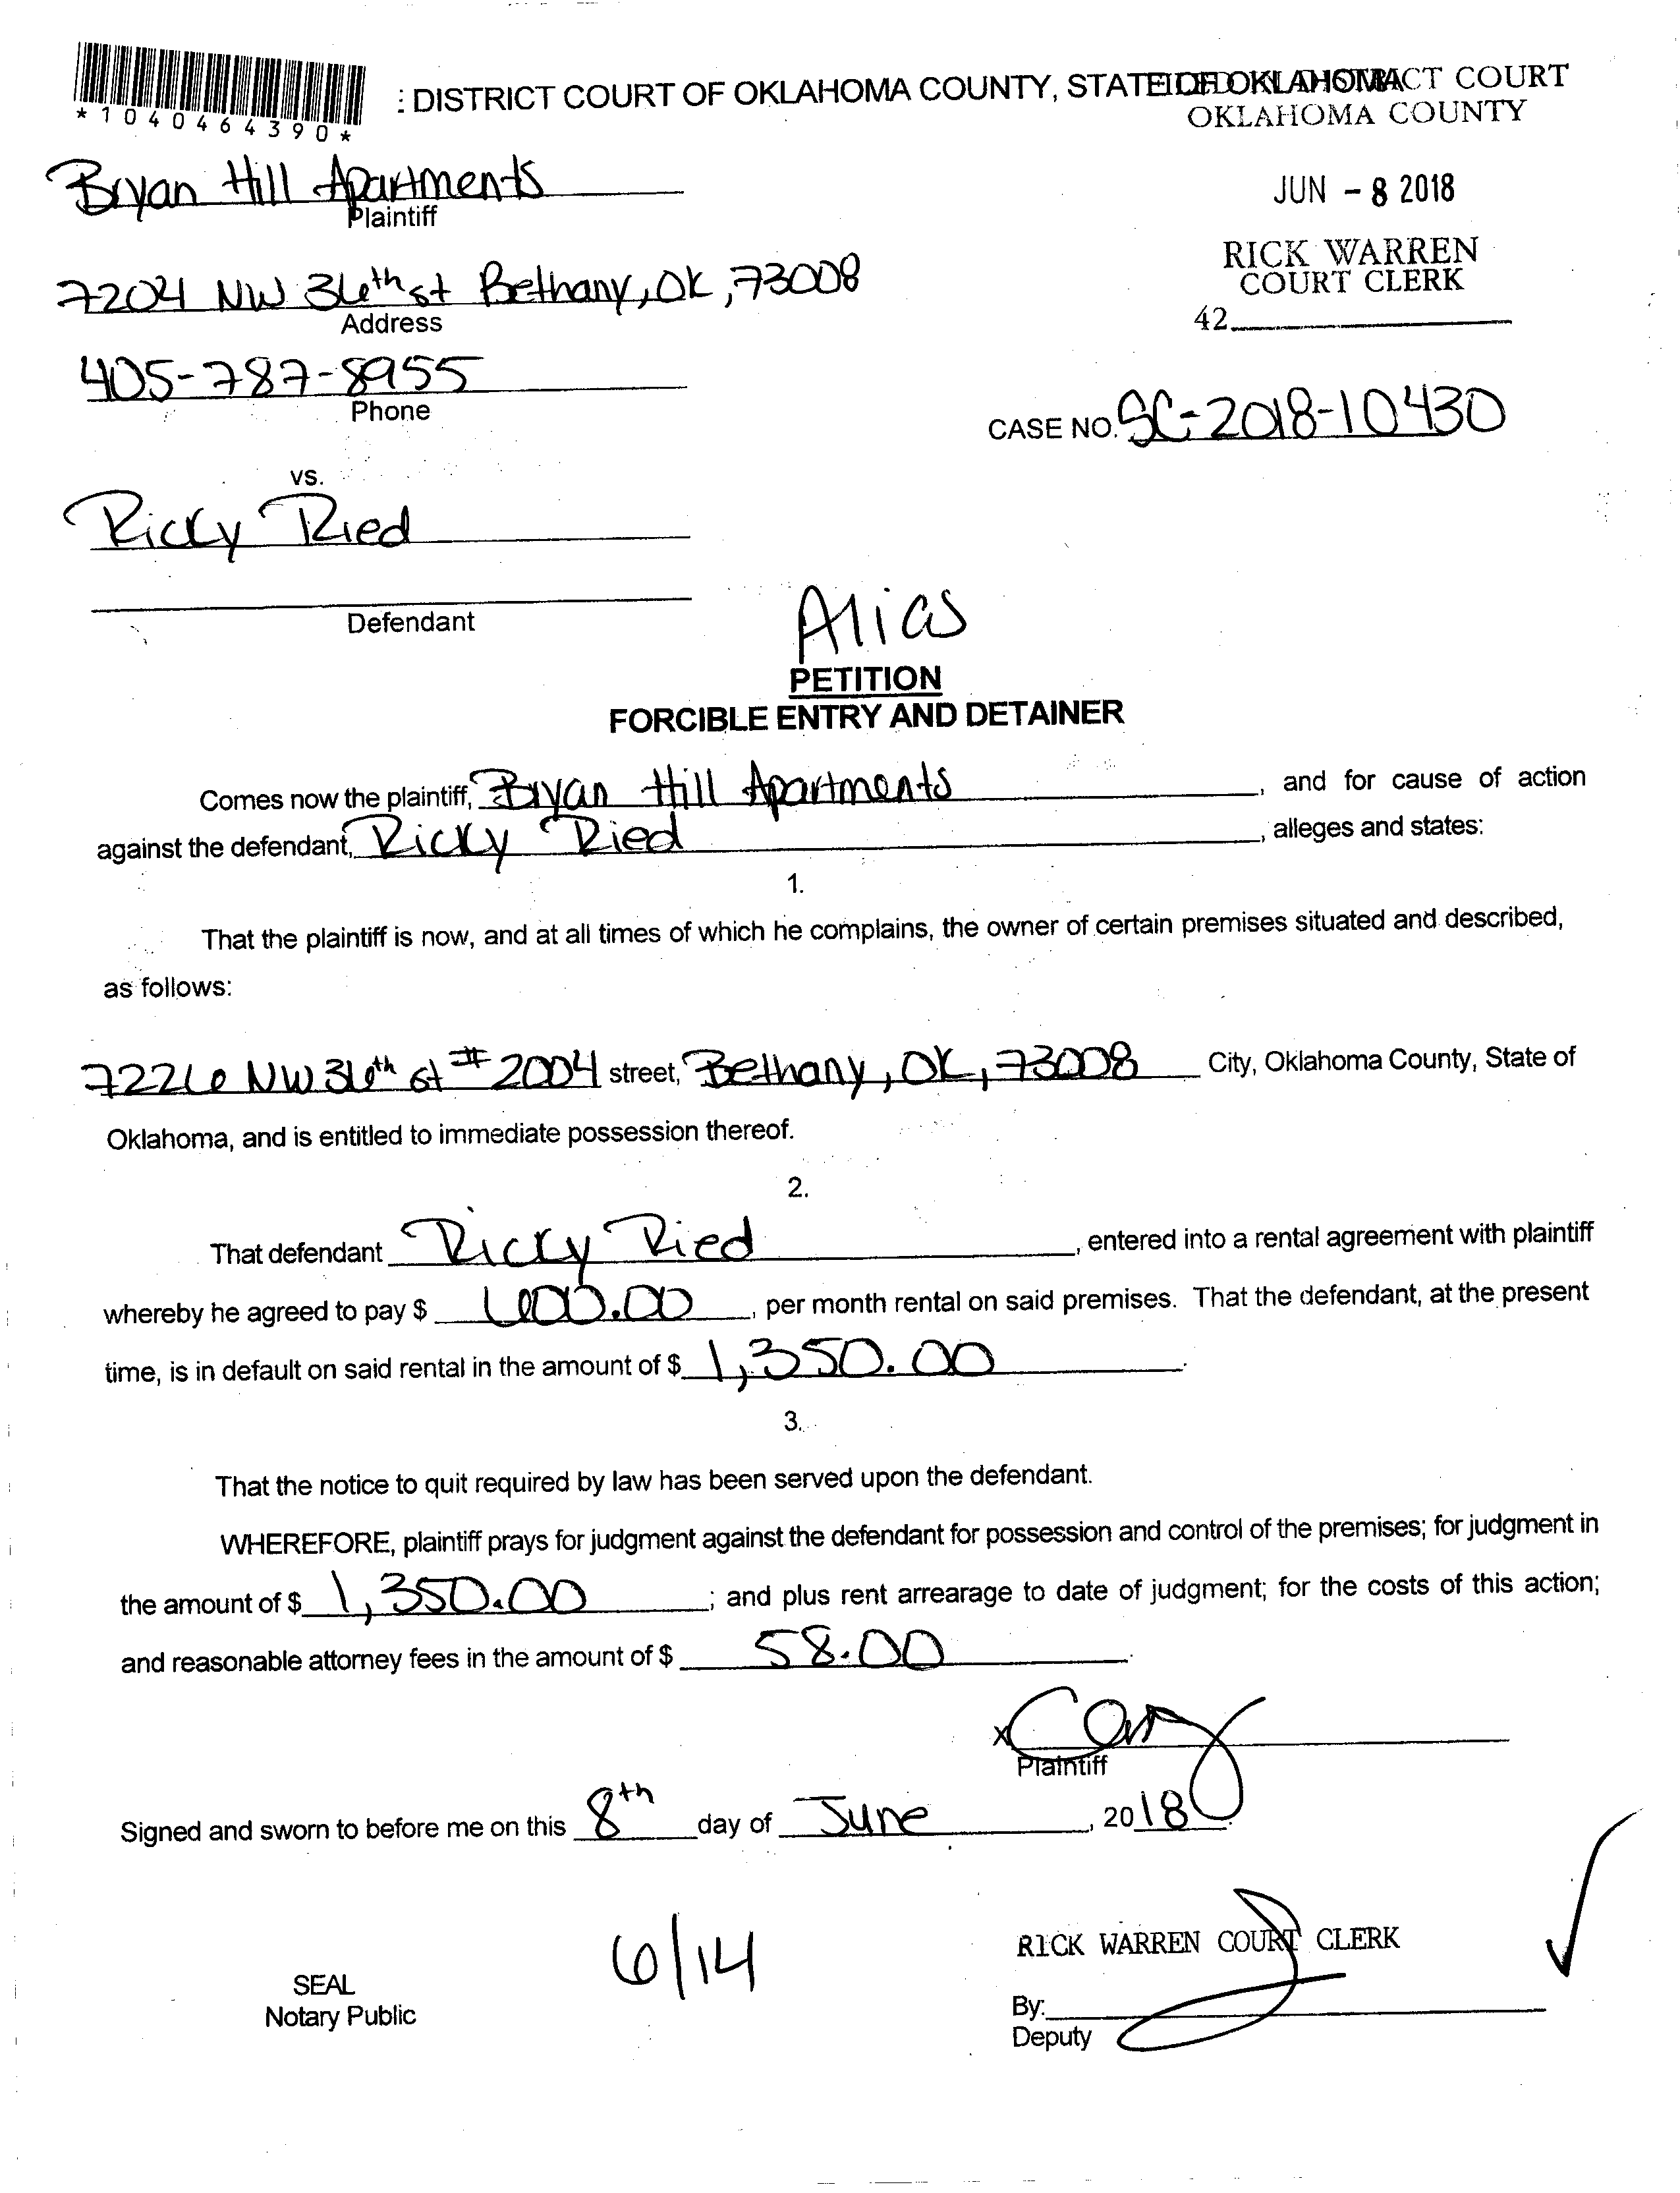 : DISTRICT COURT OF OKLAHOMA COUNTY, STATE OF OKLAHOMA
DISTRICT COURT
OKLAHOMA COUNTY
*1040464390*
Bryan Hill Apartments
Plaintiff
JUN - 8 2018
RICK WARREN
COURT CLERK
42
7204 NW 36th st Bethany, OK, 73008
Address
405-787-8955
Phone
CASE NO. SC-2018-10430
vs.
Ricky Ried
Defendant
Alias
PETITION
FORCIBLE ENTRY AND DETAINER
Comes now the plaintiff, Bryan Hill Apartments, and for cause of action
against the defendant, Ricky Ried, alleges and states:
1.
That the plaintiff is now, and at all times of which he complains, the owner of certain premises situated and described,
as follows:
7226 NW 36th st # 2004 street, Bethany, OK, 73008 City, Oklahoma County, State of
Oklahoma, and is entitled to immediate possession thereof.
2.
That defendant Ricky Ried, entered into a rental agreement with plaintiff
whereby he agreed to pay $ 600.00, per month rental on said premises. That the defendant, at the present
time, is in default on said rental in the amount of $ 1,350.00.
3.
That the notice to quit required by law has been served upon the defendant.
WHEREFORE, plaintiff prays for judgment against the defendant for possession and control of the premises; for judgment in
the amount of $ 1,350.00; and plus rent arrearage to date of judgment; for the costs of this action;
and reasonable attorney fees in the amount of $ 58.00.
X
Plaintiff
Signed and sworn to before me on this 8th day of June, 2018.
6/14
RICK WARREN COURT CLERK
SEAL
Notary Public
By:
Deputy